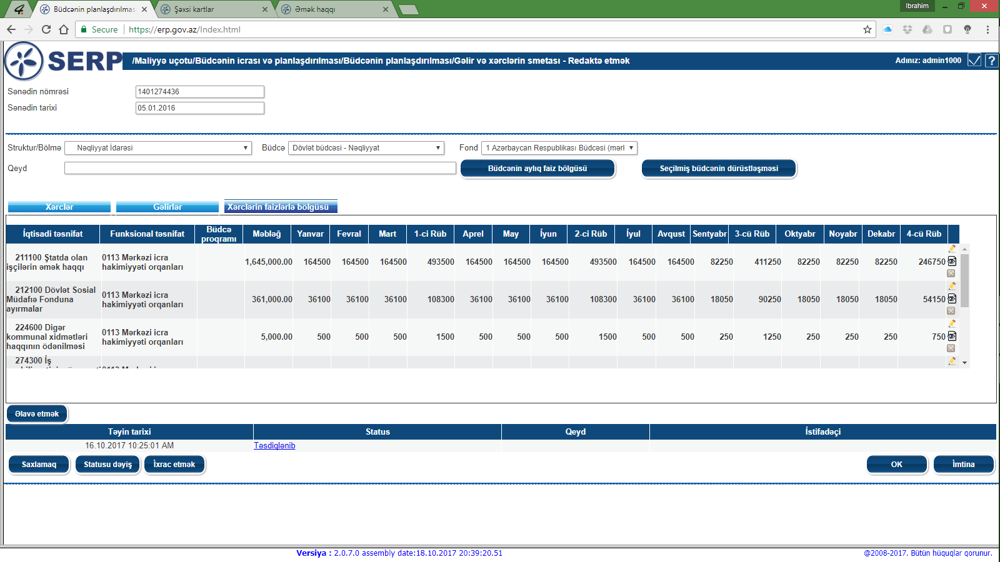 Ibrahim
Büdcənin planlaşdırılmas
Şəxsi kartlar
Əmək haqqı
Secure
https://erp.gov.az/Index.html
SERP
/Maliyyə uçotu/Büdcənin icrası və planlaşdırılması/Büdcənin planlaşdırılması/Gəlir və xərclərin smetası - Redaktə etmək
Adınız: admin1000
Sənədin nömrəsi 1401274436
Sənədin tarixi 05.01.2016
Struktur/Bölmə Nəqliyyat İdarəsi Büdcə Dövlət büdcəsi - Nəqliyyat Fond 1 Azərbaycan Respublikası Büdcəsi (mərl
Qeyd Büdcənin aylıq faiz bölgüsü Seçilmiş büdcənin dürüstləşməsi
Xərclər Gəlirlər Xərclərin faizlərlə bölgüsü
İqtisadi təsnifat Funksional təsnifat Büdcə proqramı Məbləğ Yanvar Fevral Mart 1-ci Rüb Aprel May İyun 2-ci Rüb İyul Avqust Sentyabr 3-cü Rüb Oktyabr Noyabr Dekabr 4-cü Rüb
211100 Ştatda olan işçilərin əmək haqqı 0113 Mərkəzi icra hakimiyyəti orqanları 1,645,000.00 164500 164500 164500 493500 164500 164500 164500 493500 164500 164500 82250 411250 82250 82250 82250 246750
212100 Dövlət Sosial Müdafiə Fonduna ayırmalar 0113 Mərkəzi icra hakimiyyəti orqanları 361,000.00 36100 36100 36100 108300 36100 36100 36100 108300 36100 36100 18050 90250 18050 18050 18050 54150
224600 Digər kommunal xidmətləri haqqının ödənilməsi 0113 Mərkəzi icra hakimiyyəti orqanları 5,000.00 500 500 500 1500 500 500 500 1500 500 500 250 1250 250 250 250 750
274300 İş
Əlavə etmək
Təyin tarixi Status Qeyd İstifadəçi
16.10.2017 10:25:01 AM Təsdiqlənib
Saxlamaq Statusu dəyiş İxrac etmək OK İmtina
Versiya : 2.0.7.0 assembly date:18.10.2017 20:39:20.51
@2008-2017. Bütün hüquqlar qorunur.